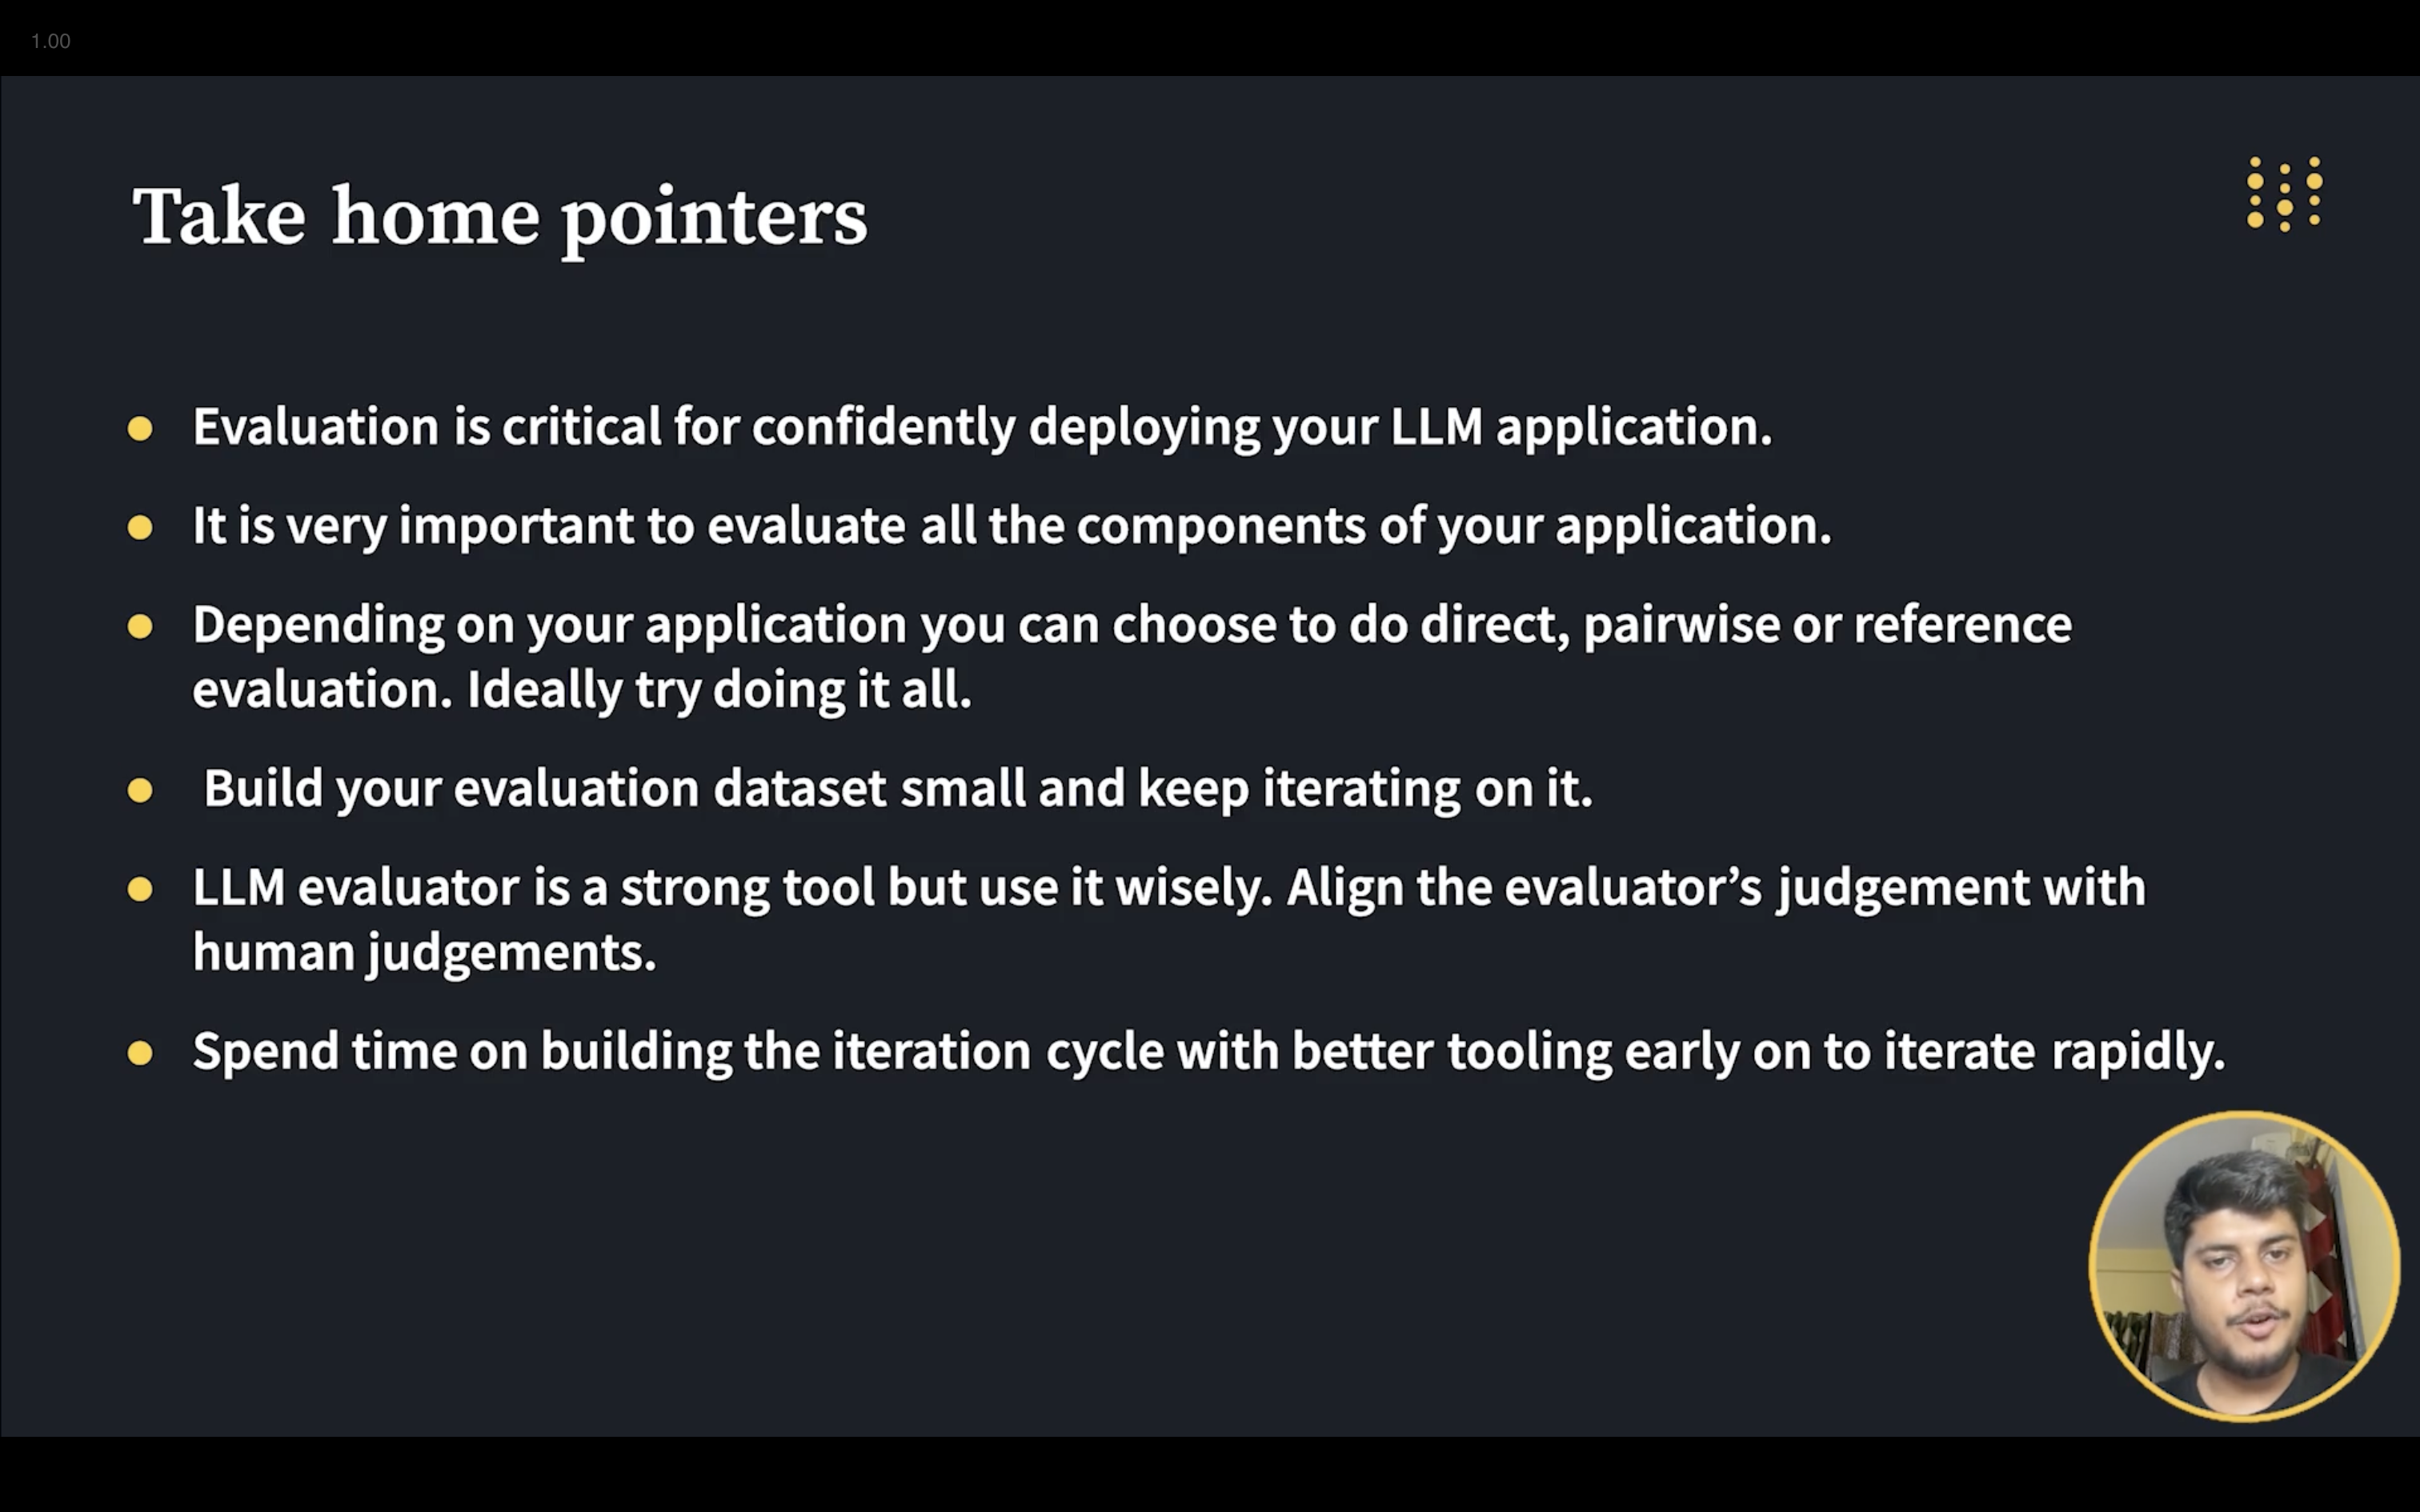 1.00
Take home pointers
Evaluation is critical for confidently deploying your LLM application.
It is very important to evaluate all the components of your application.
Depending on your application you can choose to do direct, pairwise or reference
evaluation. Ideally try doing it all.
Build your evaluation dataset small and keep iterating on it.
LLM evaluator is a strong tool but use it wisely. Align the evaluator’s judgement with
human judgements.
Spend time on building the iteration cycle with better tooling early on to iterate rapidly.